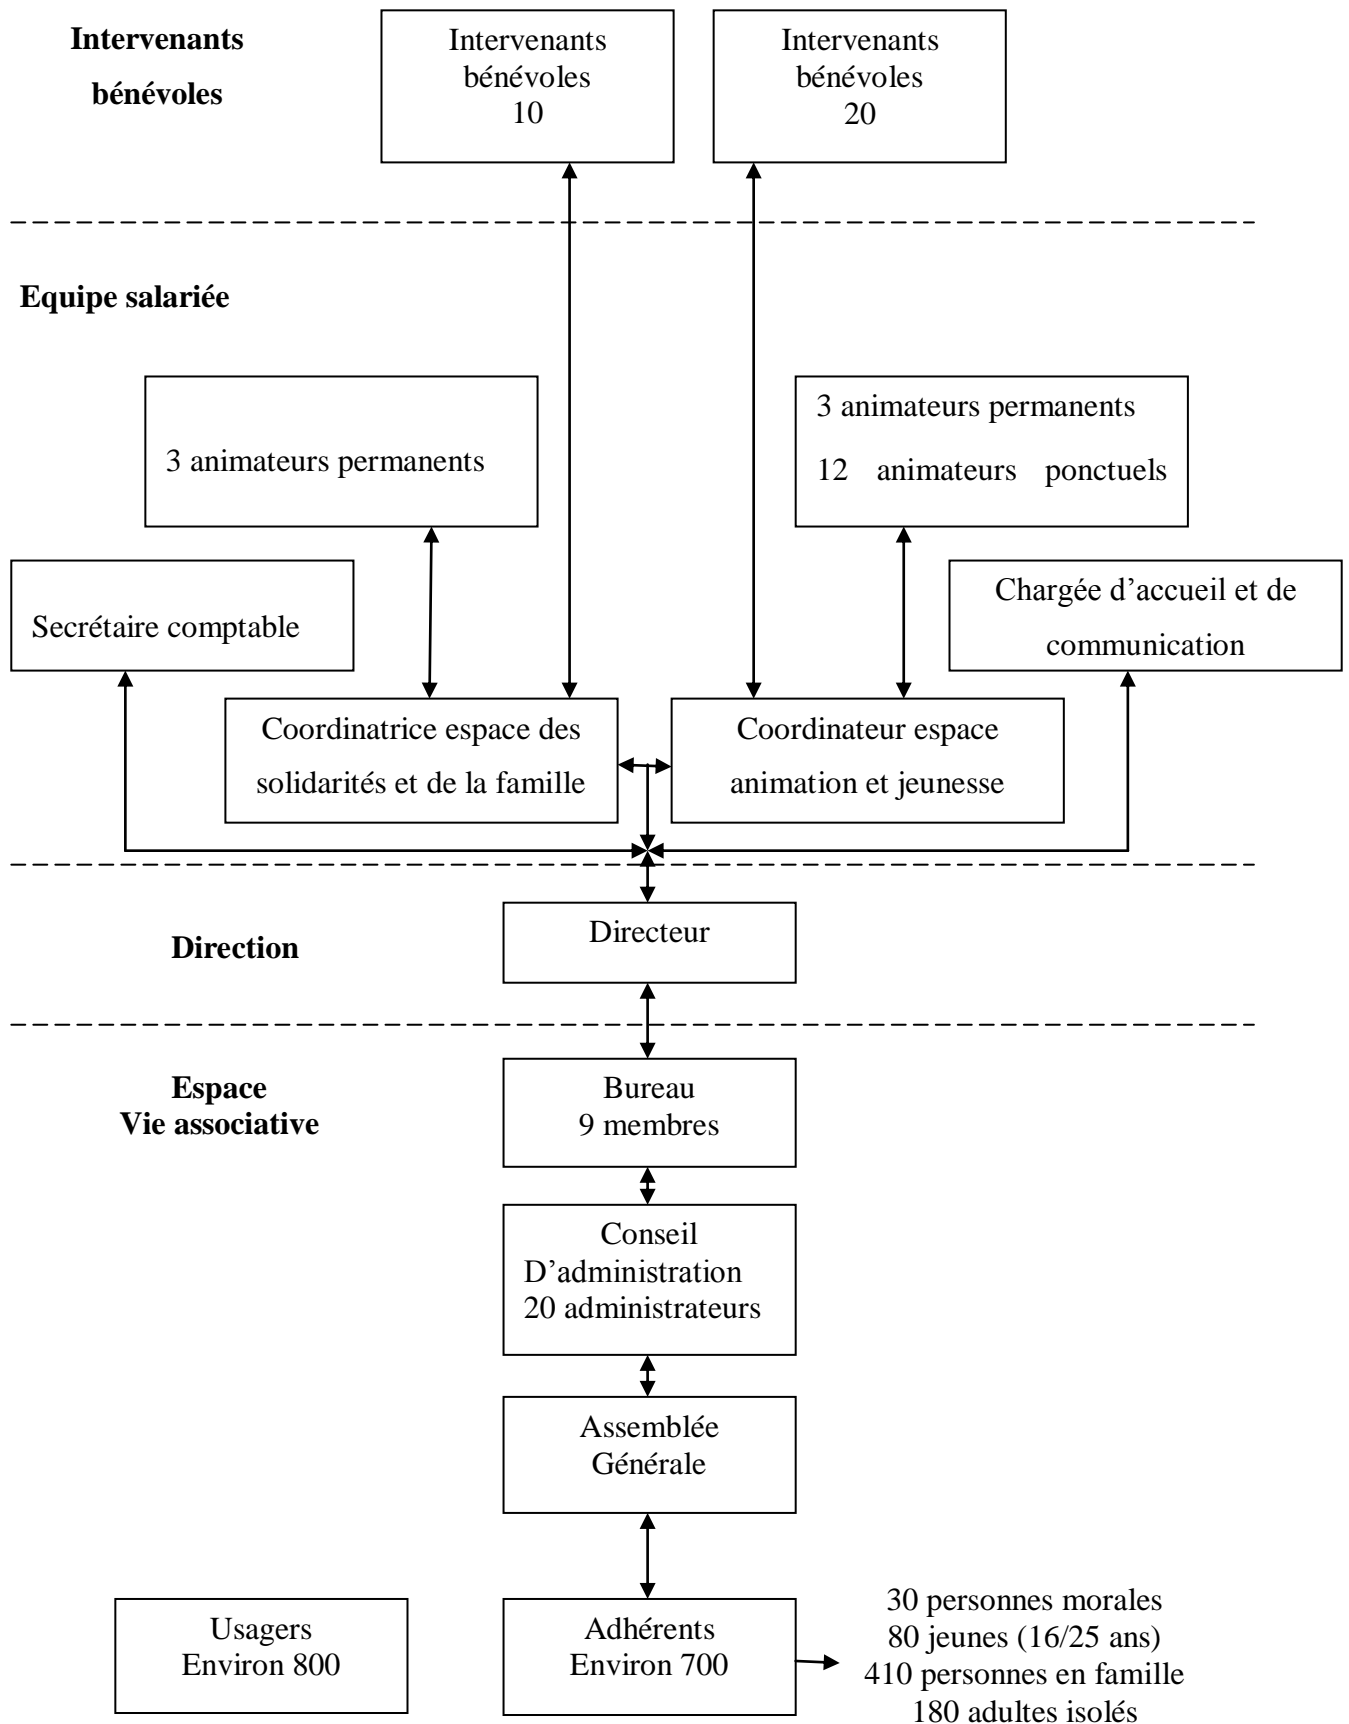 Intervenants
bénévoles
Intervenants
bénévoles
10
Intervenants
bénévoles
20
Equipe salariée
3 animateurs permanents
3 animateurs permanents
12 animateurs ponctuels
Secrétaire comptable
Chargée d’accueil et de
communication
Coordinatrice espace des
solidarités et de la famille
Coordinateur espace
animation et jeunesse
Direction
Directeur
Espace
Vie associative
Bureau
9 membres
Conseil
D’administration
20 administrateurs
Assemblée
Générale
Usagers
Environ 800
Adhérents
Environ 700
30 personnes morales
80 jeunes (16/25 ans)
410 personnes en famille
180 adultes isolés